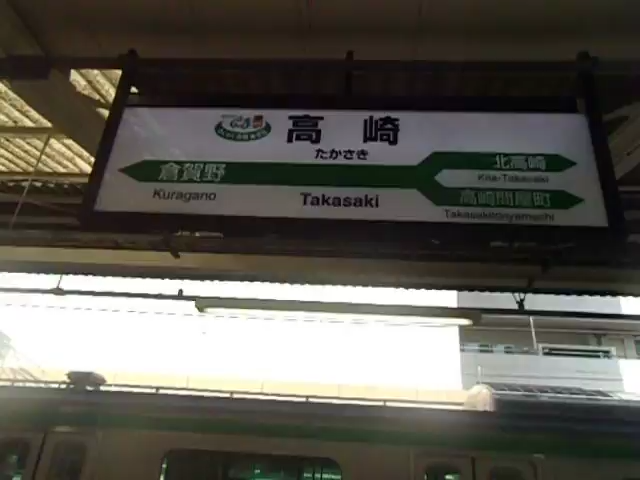 高崎
たかさき
倉賀野
北高崎
Kita-Takasaki
高崎問屋町
Kuragano
Takasaki
Takasakitonyamachi